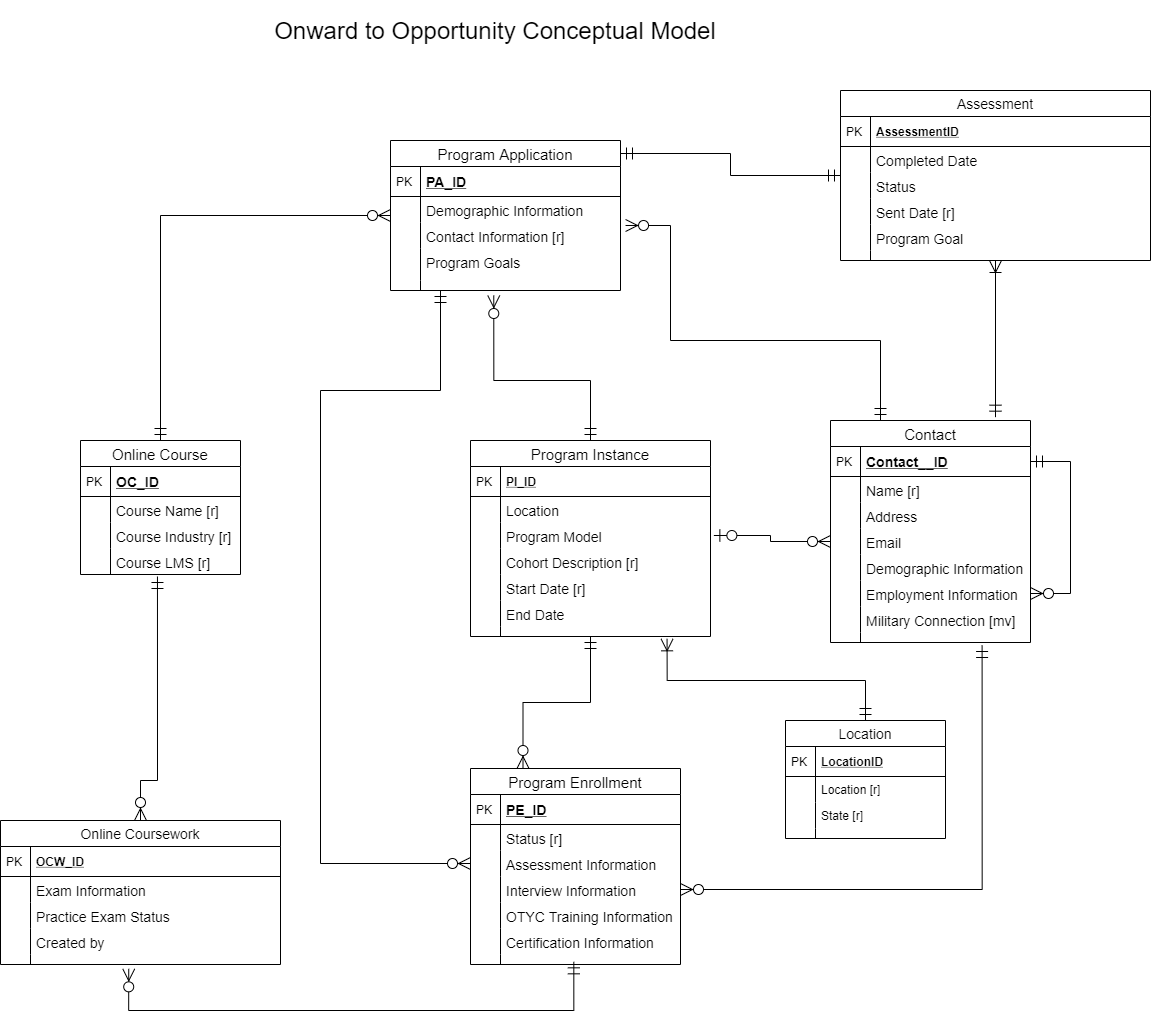 Onward to Opportunity Conceptual Model
Assessment
PK AssessmentID
Completed Date
Status
Sent Date [r]
Program Goal
Program Application
PK PA_ID
Demographic Information
Contact Information [r]
Program Goals
Online Course
PK OC_ID
Course Name [r]
Course Industry [r]
Course LMS [r]
Program Instance
PK PI_ID
Location
Program Model
Cohort Description [r]
Start Date [r]
End Date
Contact
PK Contact__ID
Name [r]
Address
Email
Demographic Information
Employment Information
Military Connection [mv]
Location
PK LocationID
Location [r]
State [r]
Program Enrollment
PK PE_ID
Status [r]
Assessment Information
Interview Information
OTYC Training Information
Certification Information
Online Coursework
PK OCW_ID
Exam Information
Practice Exam Status
Created by